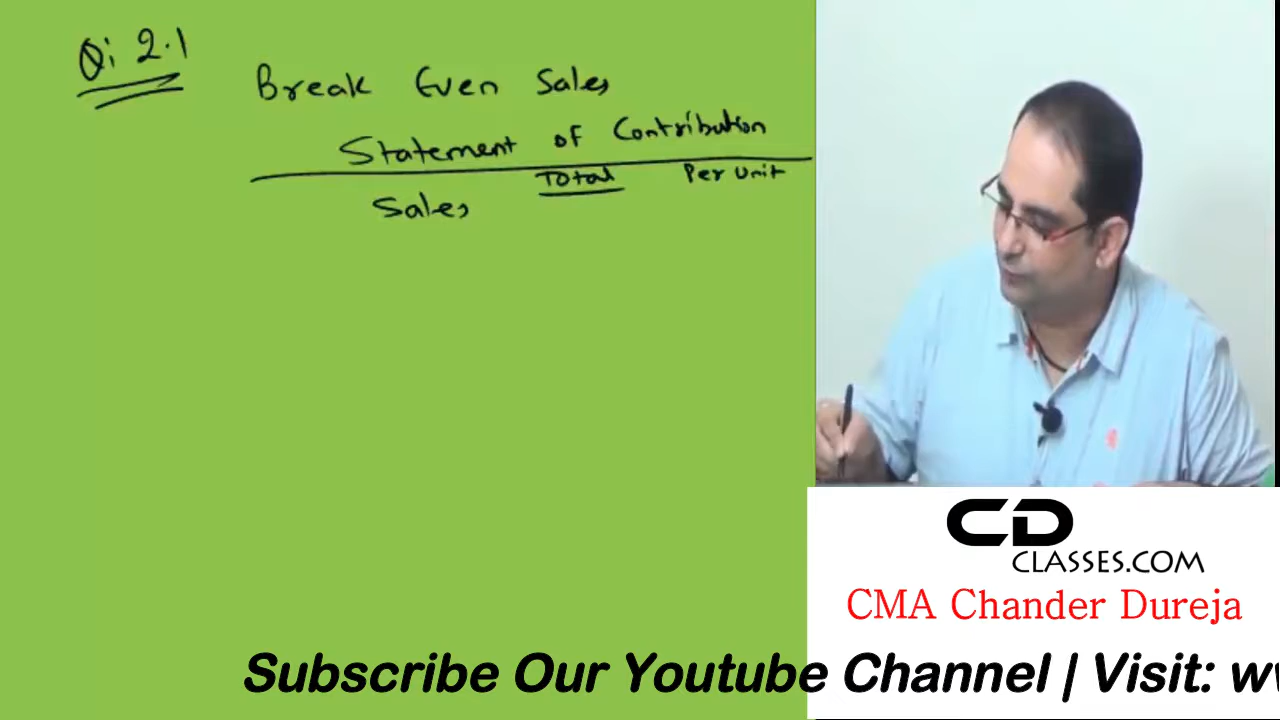 Q: 2.1
Break Even Sales
Statement of Contribution
Total Per Unit
Sales
CD
CLASSES.COM
CMA Chander Dureja
Subscribe Our Youtube Channel | Visit: w